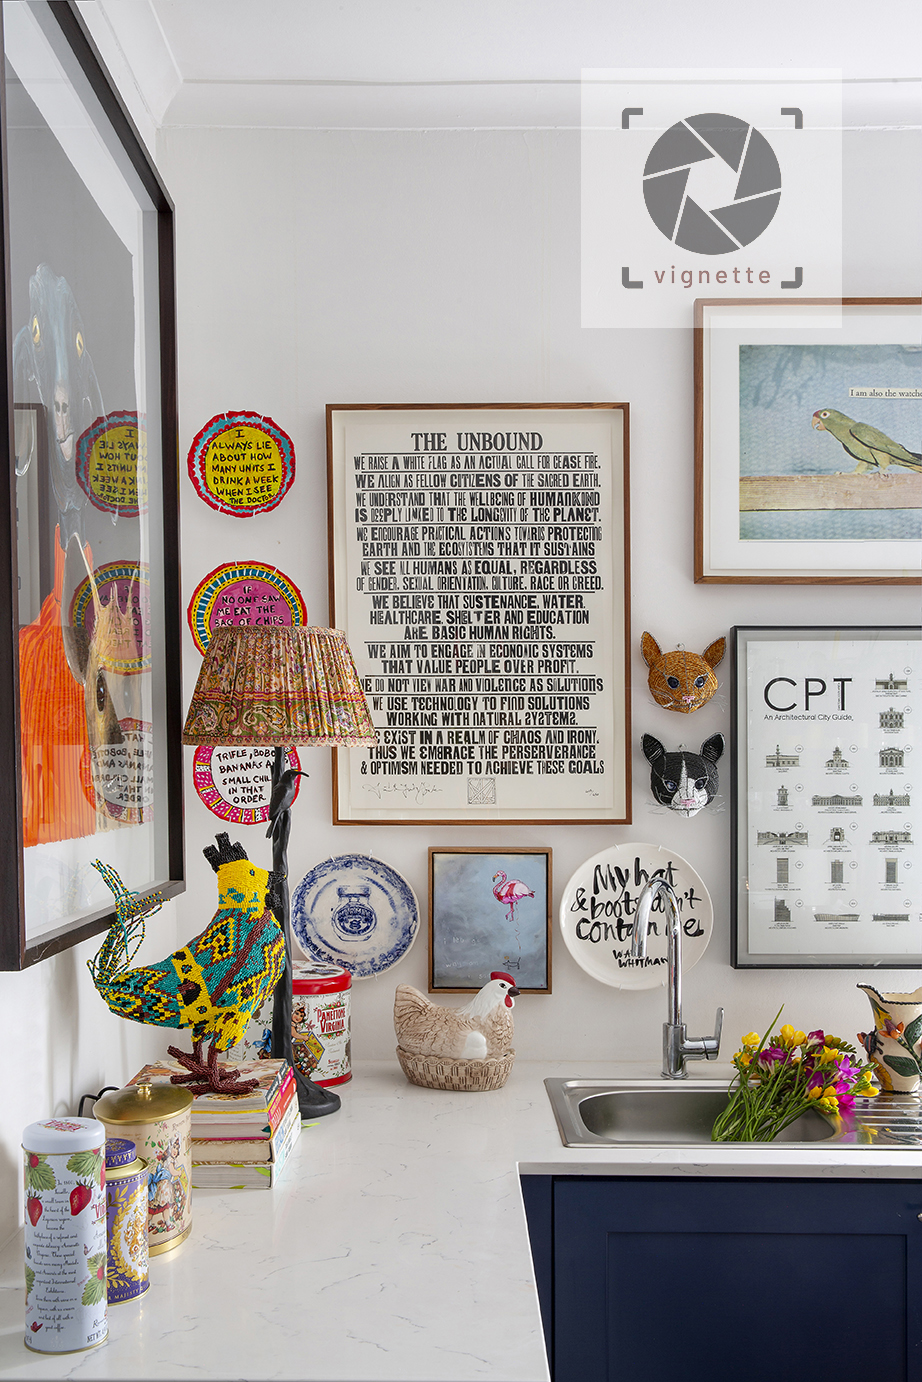 vignette
I am also the watche
I
ALWAYS LIE
ABOUT HOW
MANY UNITS I
DRINK A WEEK
WHEN I SEE
THE DOCTOR
IF
NO ONE SAW
ME EAT THE
BAG OF CHIPS
TRIFLE, BOBO
BANANAS AN
SMALL CHIL
IN THAT
ORDER
THE UNBOUND
WE RAISE A WHITE FLAG AS AN ACTUAL CALL FOR CEASE FIRE.
WE ALIGN AS FELLOW CITIZENS OF THE SACRED EARTH.
WE UNDERSTAND THAT THE WELLBEING OF HUMANKIND
IS DEEPLY LINKED TO THE LONGEVITY OF THE PLANET.
WE ENCOURAGE PRACTICAL ACTIONS TOWARDS PROTECTING
EARTH AND THE ECOSYSTEMS THAT IT SUSTAINS
WE SEE ALL HUMANS AS EQUAL, REGARDLESS
OF GENDER, SEXUAL ORIENTATION, CULTURE, RACE OR CREED.
WE BELIEVE THAT SUSTENANCE, WATER,
HEALTHCARE, SHELTER AND EDUCATION
ARE BASIC HUMAN RIGHTS.
WE AIM TO ENGAGE IN ECONOMIC SYSTEMS
THAT VALUE PEOPLE OVER PROFIT.
WE DO NOT VIEW WAR AND VIOLENCE AS SOLUTIONS
WE USE TECHNOLOGY TO FIND SOLUTIONS
WORKING WITH NATURAL SYSTEMS.
EXIST IN A REALM OF CHAOS AND IRONY.
THUS WE EMBRACE THE PERSERVERANCE
& OPTIMISM NEEDED TO ACHIEVE THESE GOALS
CPT
An Architectural City Guide
My hat
& boots don't
contain me
WALT
WHITMAN
PANETTONE
VIRGINIA